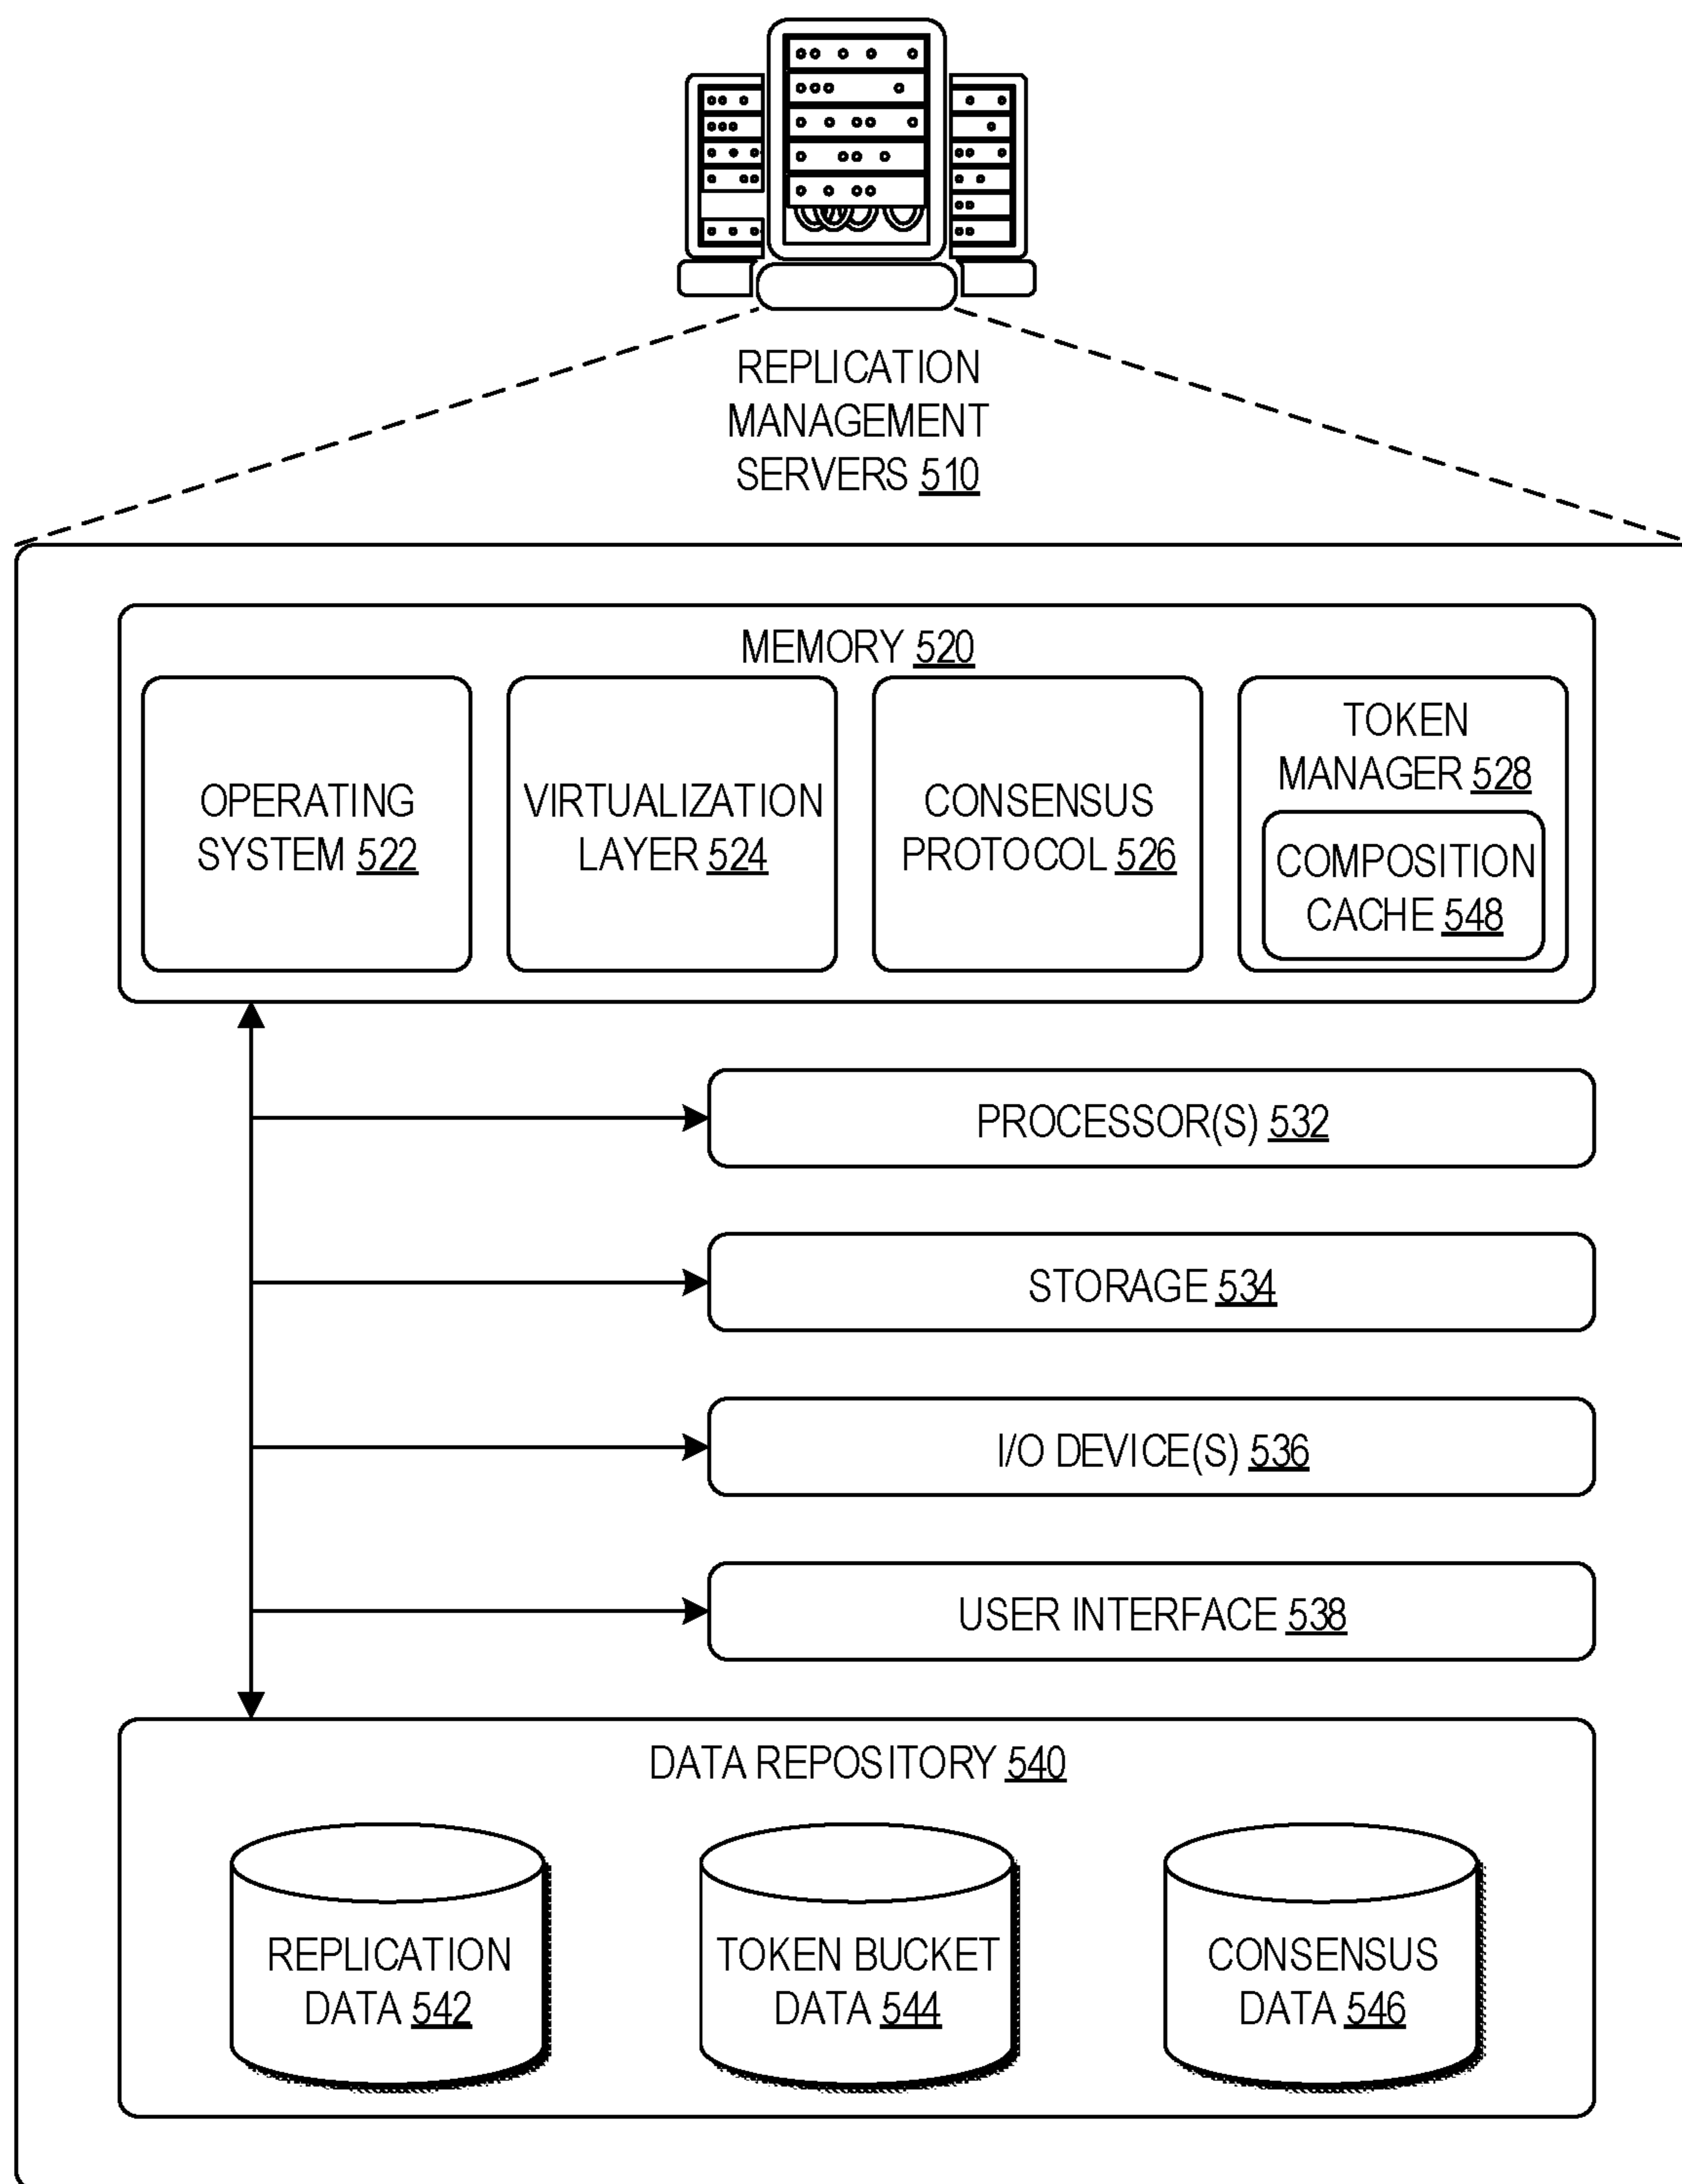 REPLICATION
MANAGEMENT
SERVERS 510
MEMORY 520
OPERATING
SYSTEM 522
VIRTUALIZATION
LAYER 524
CONSENSUS
PROTOCOL 526
TOKEN
MANAGER 528
COMPOSITION
CACHE 548
PROCESSOR(S) 532
STORAGE 534
I/O DEVICE(S) 536
USER INTERFACE 538
DATA REPOSITORY 540
REPLICATION
DATA 542
TOKEN BUCKET
DATA 544
CONSENSUS
DATA 546